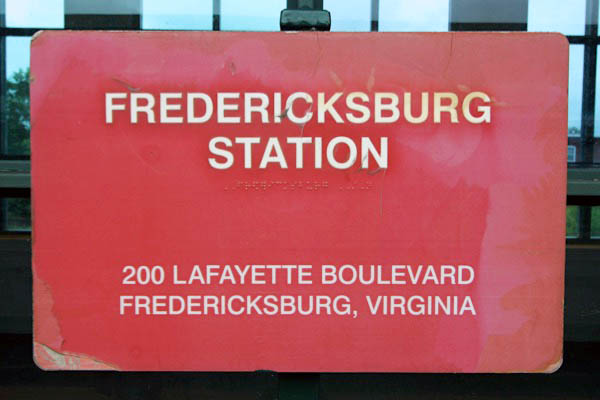 FREDERICKSBURG
STATION
200 LAFAYETTE BOULEVARD
FREDERICKSBURG, VIRGINIA